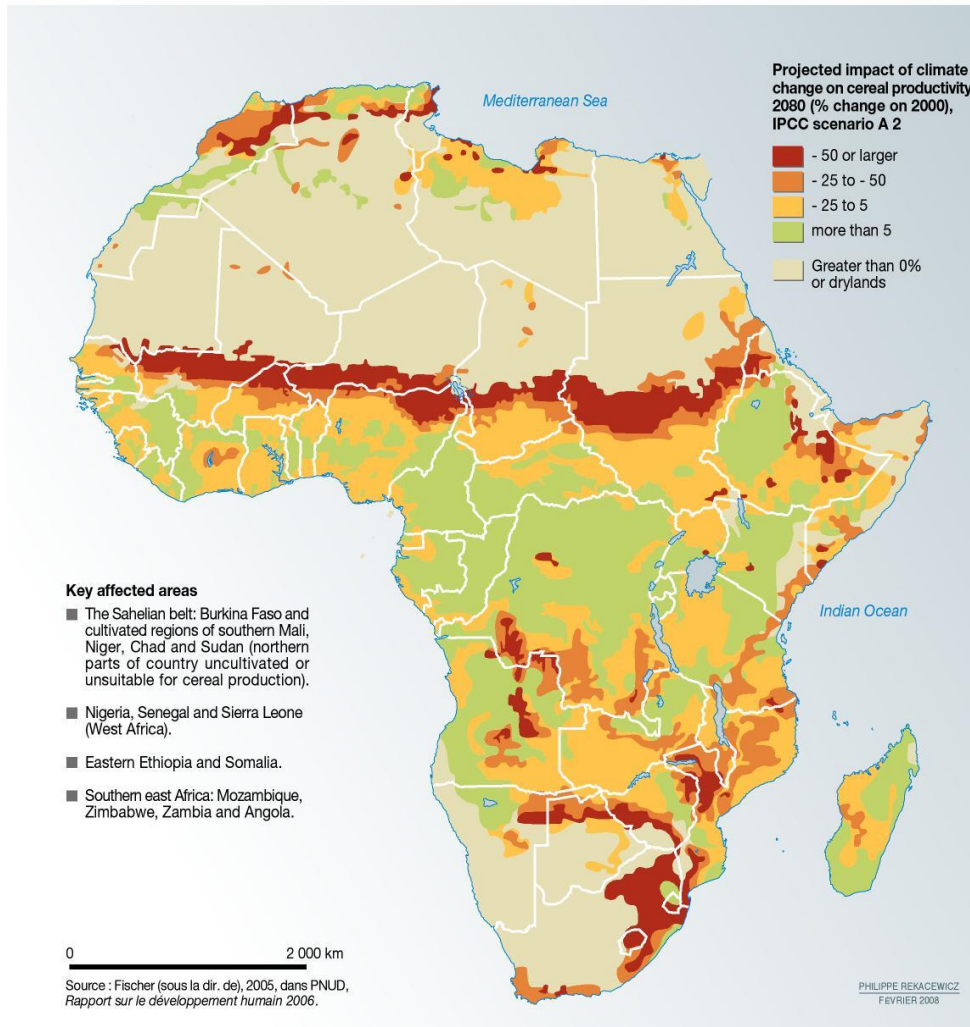 Mediterranean Sea
Projected impact of climate
change on cereal productivity
2080 (% change on 2000),
IPCC scenario A 2
- 50 or larger
- 25 to - 50
- 25 to 5
more than 5
Greater than 0%
or drylands
Indian Ocean
Key affected areas
The Sahelian belt: Burkina Faso and
cultivated regions of southern Mali,
Niger, Chad and Sudan (northern
parts of country uncultivated or
unsuitable for cereal production).
Nigeria, Senegal and Sierra Leone
(West Africa).
Eastern Ethiopia and Somalia.
Southern east Africa: Mozambique,
Zimbabwe, Zambia and Angola.
0 2 000 km
Source : Fischer (sous la dir. de), 2005, dans PNUD,
Rapport sur le développement humain 2006.
PHILIPPE REKACEWICZ
FÉVRIER 2008